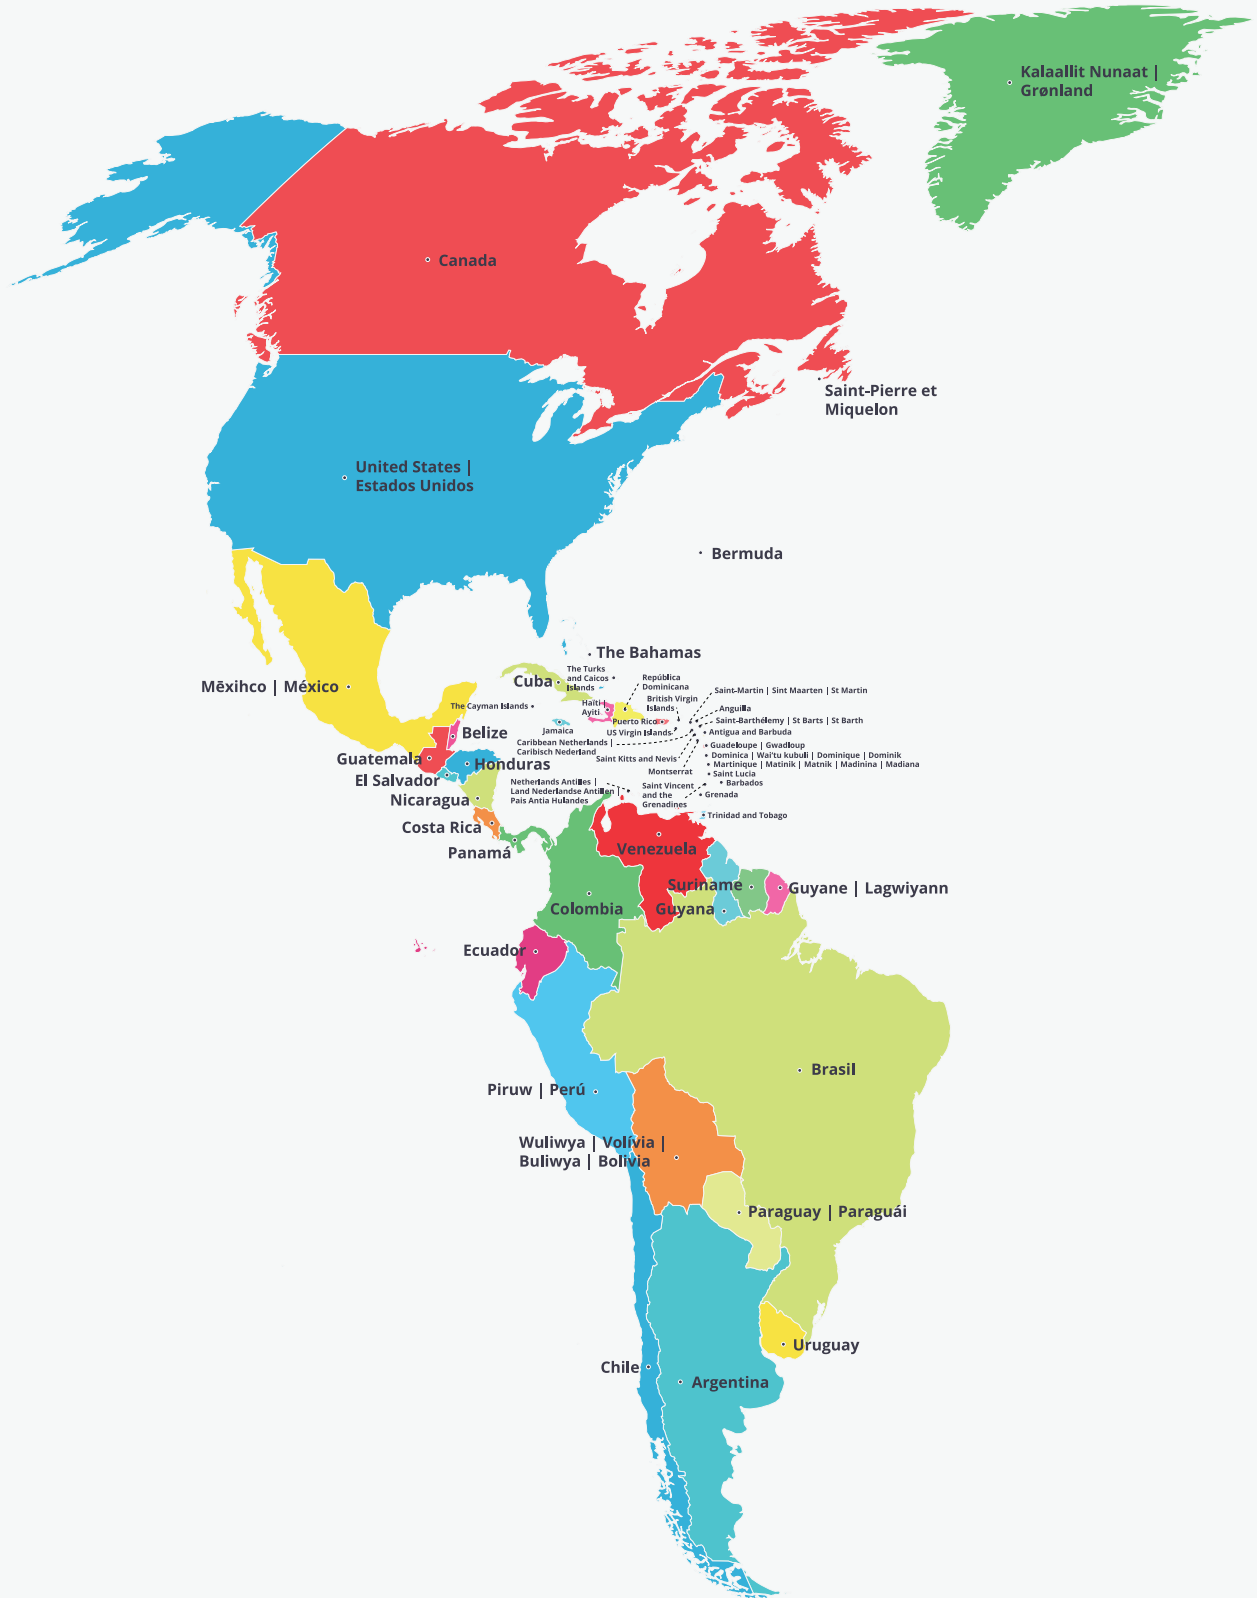 Kalaallit Nunaat |
Grønland
Canada
Saint-Pierre et
Miquelon
United States |
Estados Unidos
Bermuda
The Bahamas
Mēxihco | México
Cuba
The Turks
and Caicos
Islands
República
Dominicana
British Virgin
Islands
Saint-Martin | Sint Maarten | St Martin
The Cayman Islands
Haïti |
Ayiti
Anguilla
Puerto Rico
Saint-Barthélemy | St Barts | St Barth
Jamaica
US Virgin Islands
Antigua and Barbuda
Belize
Caribbean Netherlands |
Caribisch Nederland
Guadeloupe | Gwadloup
Guatemala
Saint Kitts and Nevis
Dominica | Wai'tu kubuli | Dominique | Dominik
Honduras
Martinique | Matinik | Matnik | Madinina | Madiana
Montserrat
Saint Lucia
El Salvador
Netherlands Antilles |
Land Nederlandse Antillen |
Pais Antia Hulandes
Saint Vincent
and the
Grenadines
Barbados
Grenada
Nicaragua
Trinidad and Tobago
Costa Rica
Panamá
Venezuela
Suriname
Guyane | Lagwiyann
Colombia
Guyana
Ecuador
Brasil
Piruw | Perú
Wuliwya | Volívia |
Buliwya | Bolivia
Paraguay | Paraguái
Uruguay
Chile
Argentina